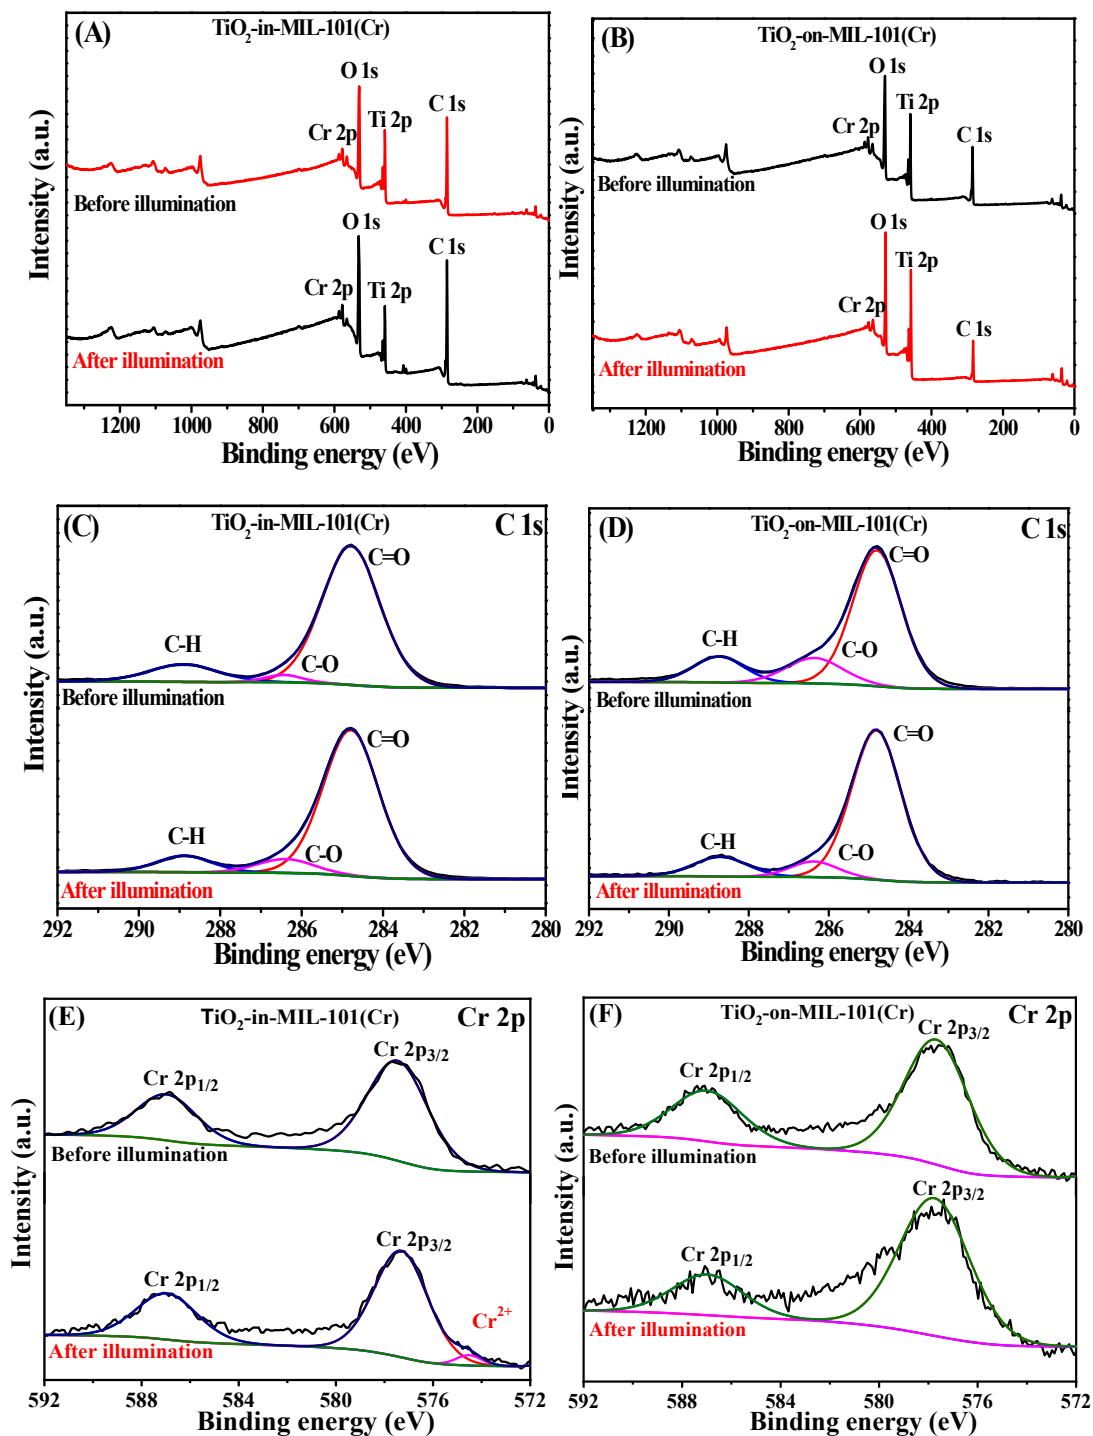 (A)
TiO2-in-MIL-101(Cr)
O 1s
C 1s
Ti 2p
Cr 2p
Before illumination
O 1s
C 1s
Cr 2p
Ti 2p
After illumination
Intensity (a.u.)
1200 1000 800 600 400 200 0
Binding energy (eV)
(B)
TiO2-on-MIL-101(Cr)
O 1s
Ti 2p
C 1s
Cr 2p
Before illumination
O 1s
Ti 2p
Cr 2p
C 1s
After illumination
Intensity (a.u.)
1200 1000 800 600 400 200 0
Binding energy (eV)
(C)
TiO2-in-MIL-101(Cr)
C 1s
C=O
C-H
C-O
Before illumination
C=O
C-H
C-O
After illumination
Intensity (a.u.)
292 290 288 286 284 282 280
Binding energy (eV)
(D)
TiO2-on-MIL-101(Cr)
C 1s
C=O
C-H
C-O
Before illumination
C=O
C-H
C-O
After illumination
Intensity (a.u.)
292 290 288 286 284 282 280
Binding energy (eV)
(E)
TiO2-in-MIL-101(Cr)
Cr 2p
Cr 2p3/2
Cr 2p1/2
Before illumination
Cr 2p3/2
Cr 2p1/2
Cr2+
After illumination
Intensity (a.u.)
592 588 584 580 576 572
Binding energy (eV)
(F)
TiO2-on-MIL-101(Cr)
Cr 2p
Cr 2p3/2
Cr 2p1/2
Before illumination
Cr 2p3/2
Cr 2p1/2
After illumination
Intensity (a.u.)
592 588 584 580 576 572
Binding energy (eV)